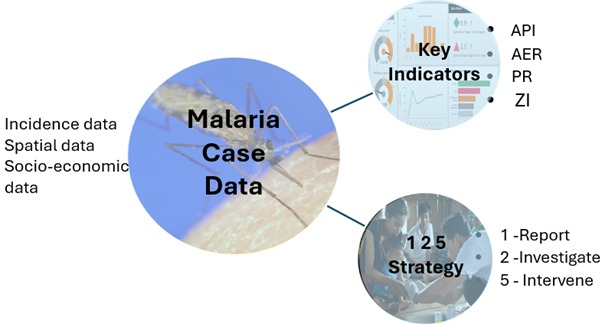 Incidence data
Spatial data
Socio-economic
data
Malaria
Case
Data
Key
Indicators
• API
• AER
• PR
• ZI
1 2 5
Strategy
1 -Report
• 2 -Investigate
5 - Intervene